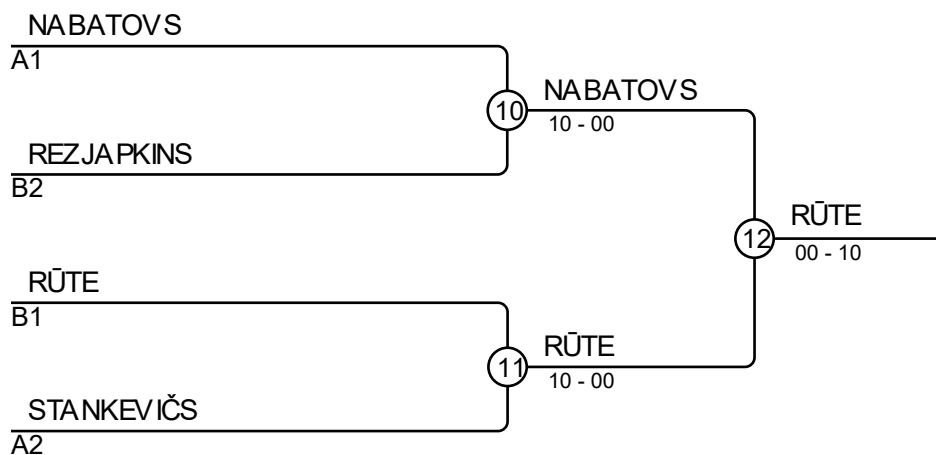 NABATOVS
A1
10
NABATOVS
10 - 00
REZJAPKINS
B2
12
RŪTE
00 - 10
RŪTE
B1
11
RŪTE
10 - 00
STANKEVIČS
A2